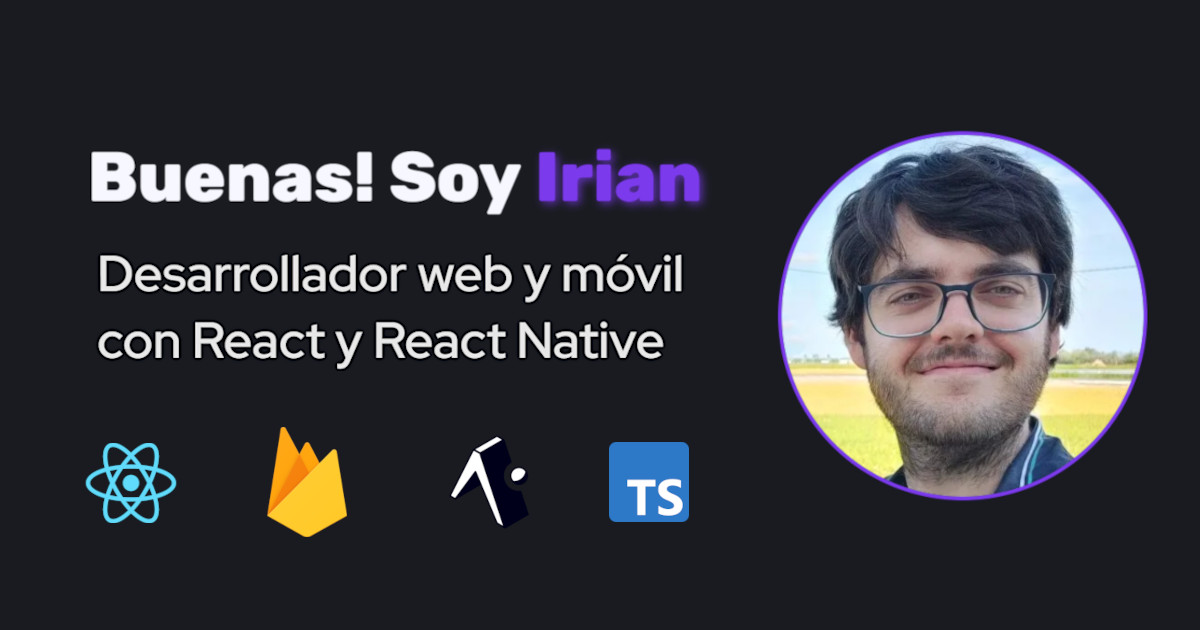 Buenas! Soy Irian
Desarrollador web y móvil
con React y React Native
TS